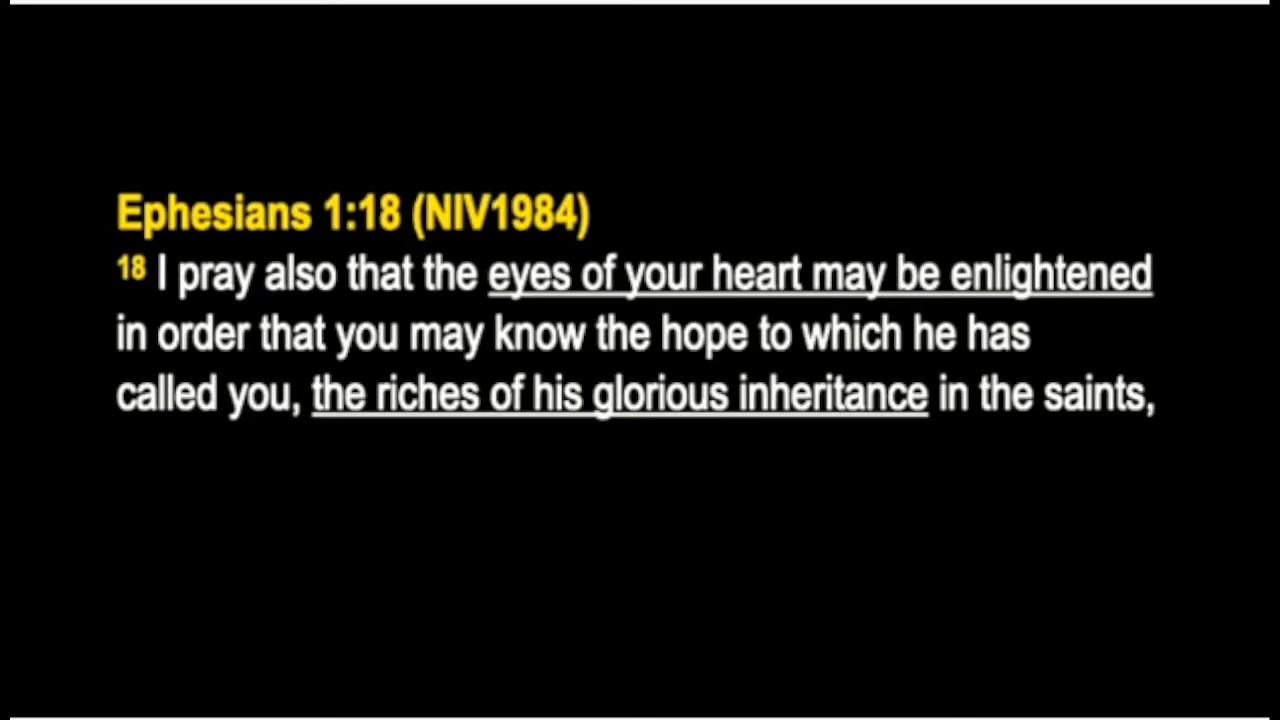 Ephesians 1:18 (NIV1984)
18 I pray also that the eyes of your heart may be enlightened
in order that you may know the hope to which he has
called you, the riches of his glorious inheritance in the saints,